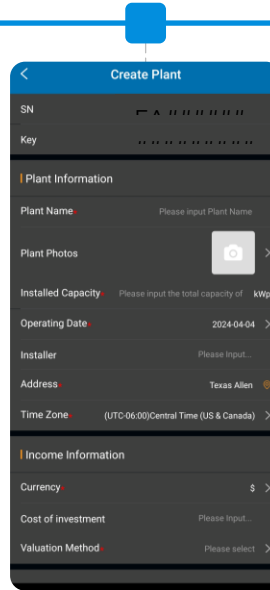 Create Plant
SN
Key
Plant Information
Plant Name* Please input Plant Name
Plant Photos
Installed Capacity* Please input the total capacity of kWp
Operating Date* 2024-04-04
Installer Please Input...
Address* Texas Allen
Time Zone* (UTC-06:00)Central Time (US & Canada)
Income Information
Currency* $
Cost of investment Please Input...
Valuation Method* Please select